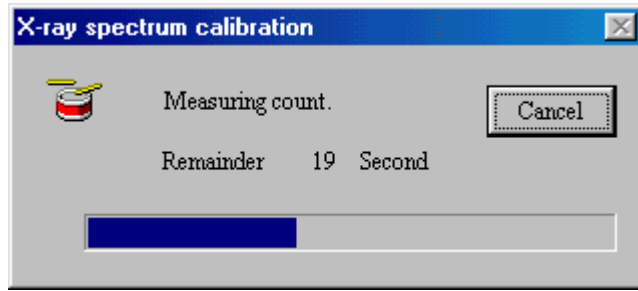 X-ray spectrum calibration
Measuring count.
Cancel
Remainder 19 Second